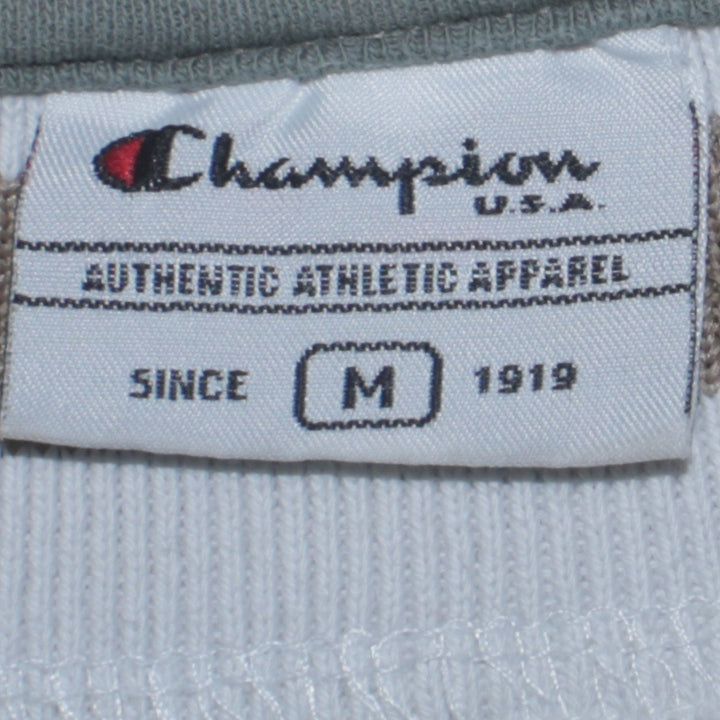 Champion
U.S.A.
AUTHENTIC ATHLETIC APPAREL
SINCE M 1919